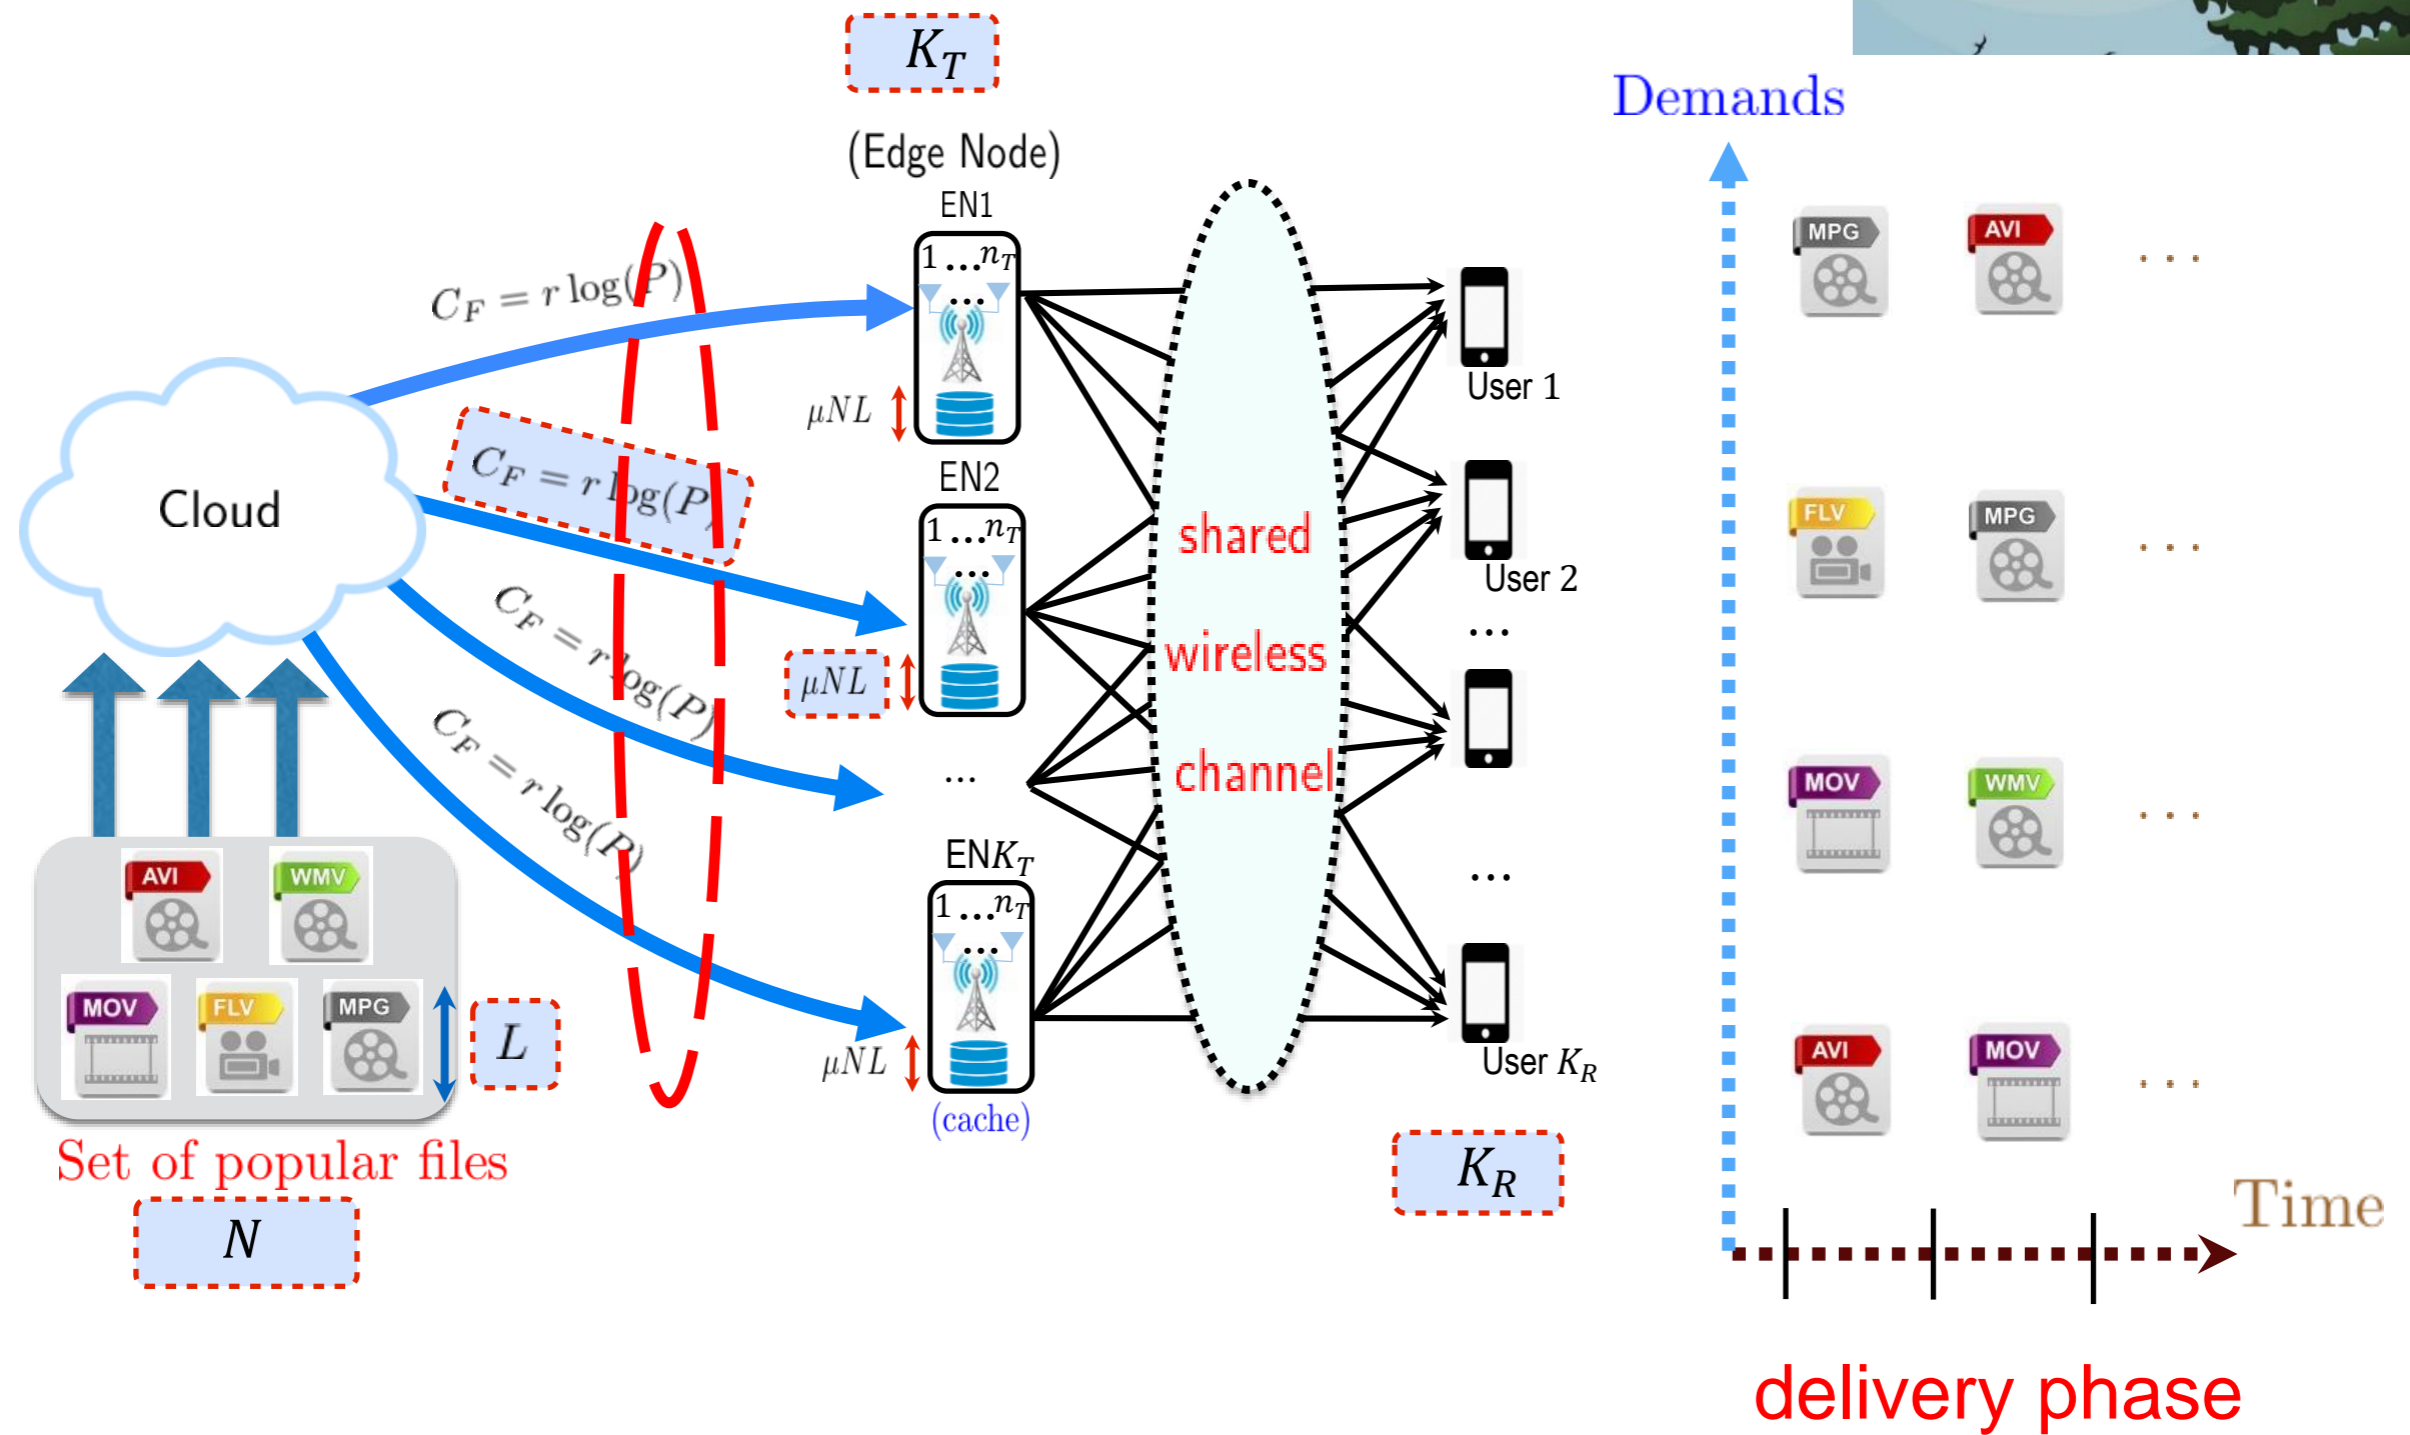 K_T
(Edge Node)
EN1
1 ...n_T
C_F = r log(P)
μNL
C_F = r log(P)
EN2
1 ...n_T
Cloud
C_F = r log(P)
μNL
...
C_F = r log(P)
ENK_T
1 ...n_T
μNL
(cache)
shared
wireless
channel
User 1
User 2
...
...
User K_R
K_R
AVI
WMV
MOV
FLV
MPG
L
Set of popular files
N
Demands
MPG
AVI
...
FLV
MPG
...
MOV
WMV
...
AVI
MOV
...
Time
delivery phase